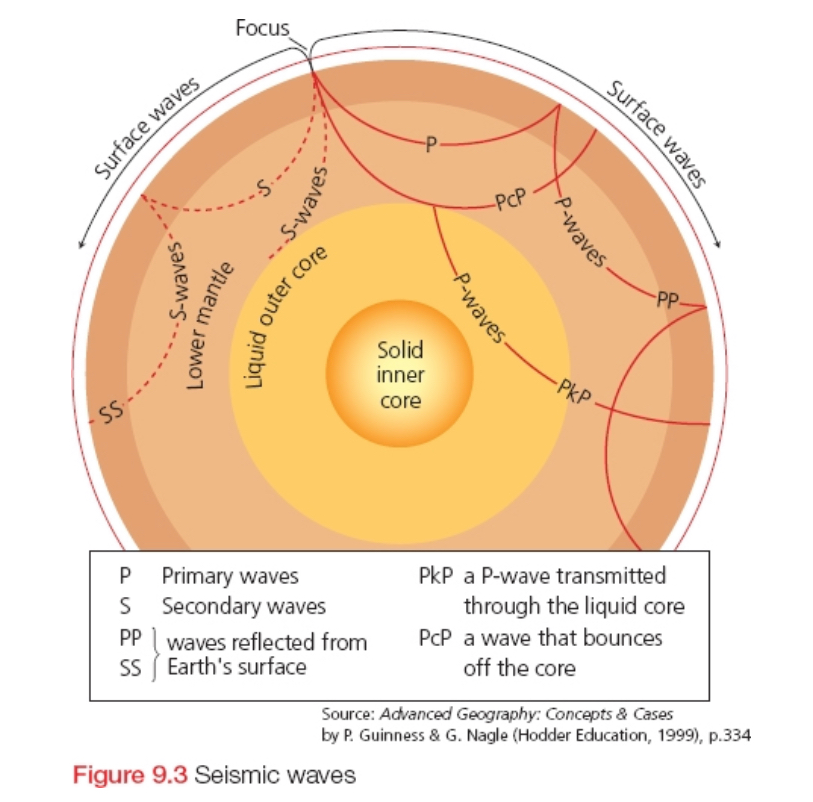 Focus
Surface waves
Surface waves
P
S
PcP
S-waves
P-waves
S-waves
Lower mantle
Liquid outer core
P-waves
PP
Solid
inner
core
PkP
SS
P Primary waves
S Secondary waves
PP
SS
waves reflected from
Earth's surface
PkP a P-wave transmitted
through the liquid core
PcP a wave that bounces
off the core
Source: Advanced Geography: Concepts & Cases
by P. Guinness & G. Nagle (Hodder Education, 1999), p.334
Figure 9.3 Seismic waves